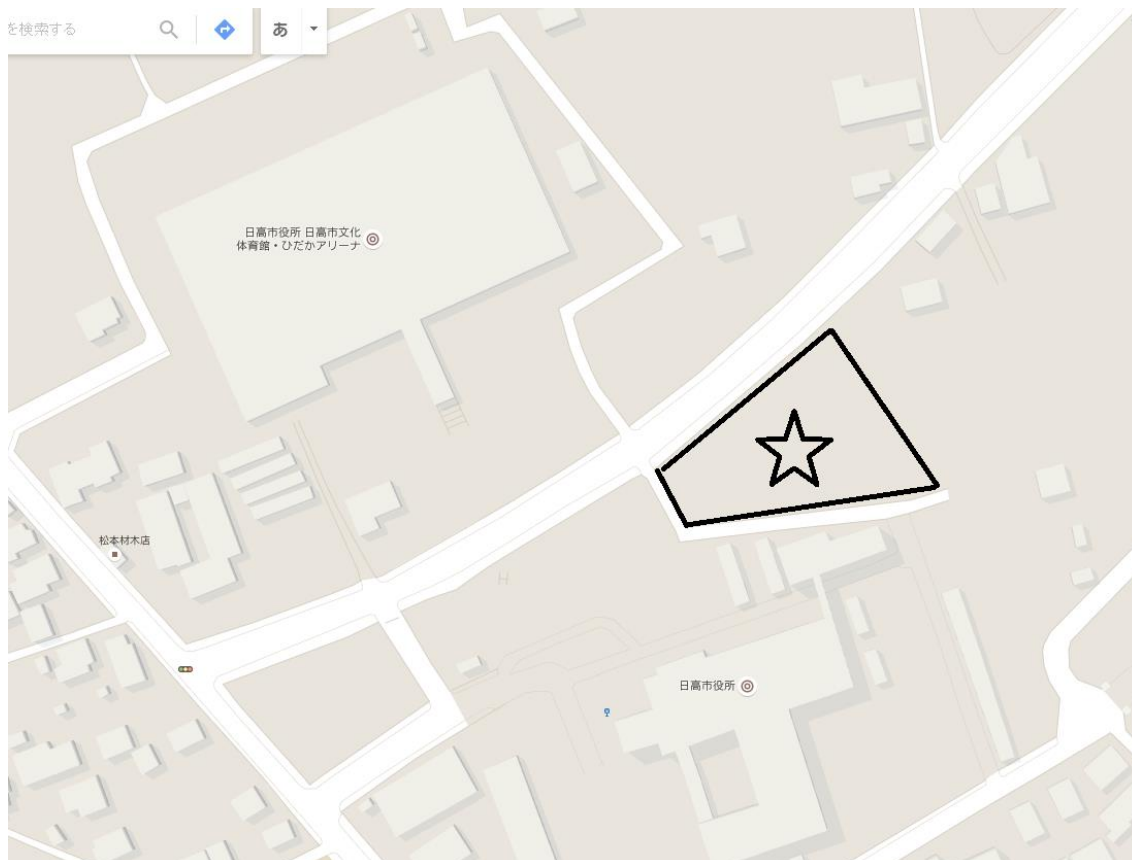 を検索する
あ
日高市役所 日高市文化
体育館・ひだかアリーナ
松本材木店
H
日高市役所